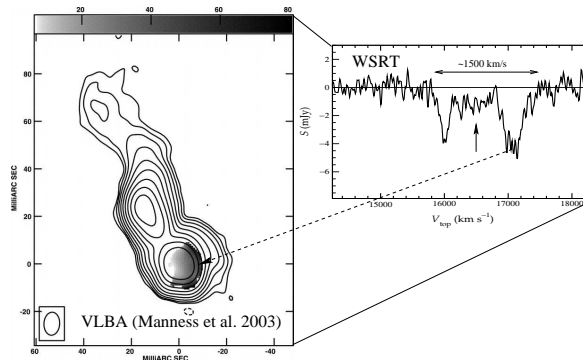 20 40 60 80
80
60
40
20
0
-20
MilliARC SEC
60 40 20 0 -20 -40
MilliARC SEC
VLBA (Manness et al. 2003)
WSRT
~1500 km/s
2
0
-2
-4
-6
-8
S (mJy)
15000 16000 17000 18000
V top (km s⁻¹)